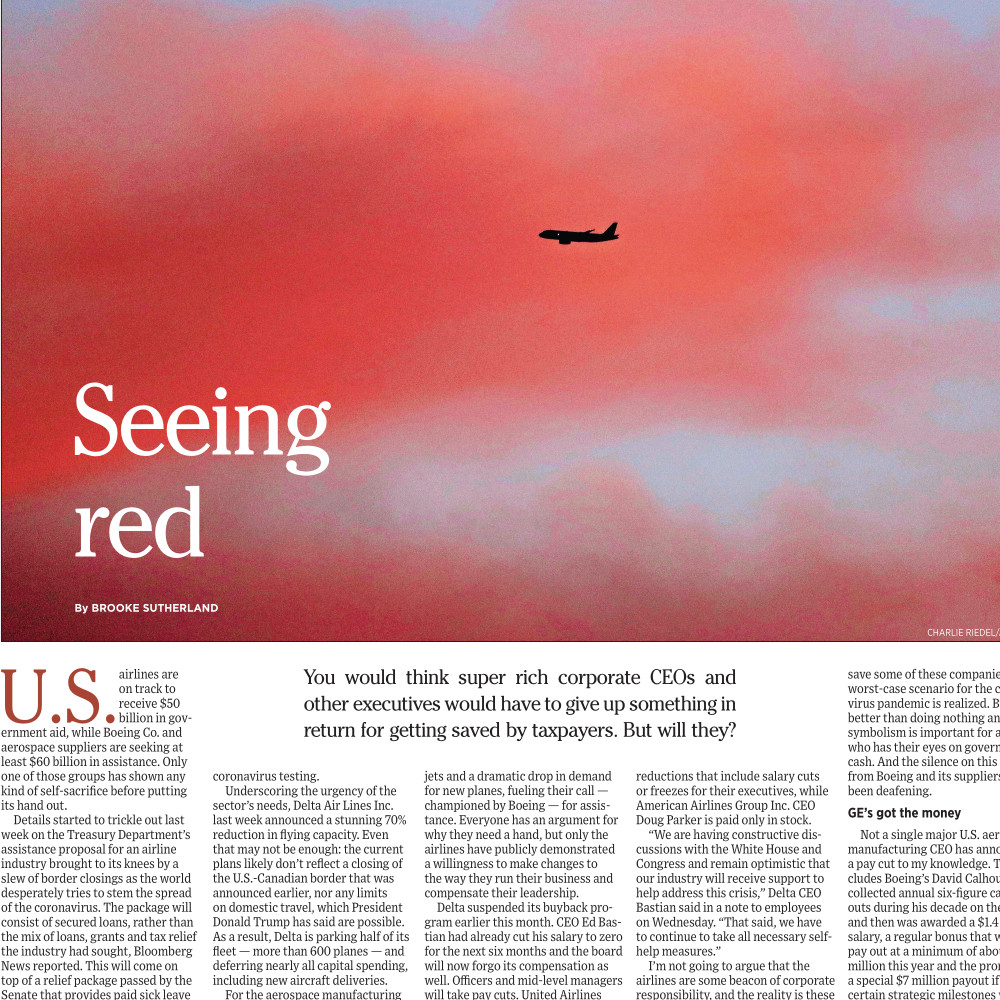 Seeing
red
By BROOKE SUTHERLAND
CHARLIE RIEDEL/
You would think super rich corporate CEOs and
other executives would have to give up something in
return for getting saved by taxpayers. But will they?
U.S. airlines are
on track to
receive $50
billion in gov-
ernment aid, while Boeing Co. and
aerospace suppliers are seeking at
least $60 billion in assistance. Only
one of those groups has shown any
kind of self-sacrifice before putting
its hand out.
Details started to trickle out last
week on the Treasury Department’s
assistance proposal for an airline
industry brought to its knees by a
slew of border closings as the world
desperately tries to stem the spread
of the coronavirus. The package will
consist of secured loans, rather than
the mix of loans, grants and tax relief
the industry had sought, Bloomberg
News reported. This will come on
top of a relief package passed by the
Senate that provides paid sick leave
coronavirus testing.
Underscoring the urgency of the
sector’s needs, Delta Air Lines Inc.
last week announced a stunning 70%
reduction in flying capacity. Even
that may not be enough: the current
plans likely don’t reflect a closing of
the U.S.-Canadian border that was
announced earlier, nor any limits
on domestic travel, which President
Donald Trump has said are possible.
As a result, Delta is parking half of its
fleet — more than 600 planes — and
deferring nearly all capital spending,
including new aircraft deliveries.
For the aerospace manufacturing
jets and a dramatic drop in demand
for new planes, fueling their call —
championed by Boeing — for assis-
tance. Everyone has an argument for
why they need a hand, but only the
airlines have publicly demonstrated
a willingness to make changes to
the way they run their business and
compensate their leadership.
Delta suspended its buyback pro-
gram earlier this month. CEO Ed Bas-
tian had already cut his salary to zero
for the next six months and the board
will now forgo its compensation as
well. Officers and mid-level managers
will take pay cuts. United Airlines
reductions that include salary cuts
or freezes for their executives, while
American Airlines Group Inc. CEO
Doug Parker is paid only in stock.
“We are having constructive dis-
cussions with the White House and
Congress and remain optimistic that
our industry will receive support to
help address this crisis,” Delta CEO
Bastian said in a note to employees
on Wednesday. “That said, we have
to continue to take all necessary self-
help measures.”
I’m not going to argue that the
airlines are some beacon of corporate
responsibility, and the reality is these
save some of these companie
worst-case scenario for the c
virus pandemic is realized. B
better than doing nothing an
symbolism is important for a
who has their eyes on govern
cash. And the silence on this
from Boeing and its suppliers
been deafening.
GE’s got the money
Not a single major U.S. aer
manufacturing CEO has anno
a pay cut to my knowledge. T
cludes Boeing’s David Calhou
collected annual six-figure ca
outs during his decade on the
and then was awarded a $1.4
salary, a regular bonus that w
pay out at a minimum of abou
million this year and the pro
a special $7 million payout i
certain strategic milestones